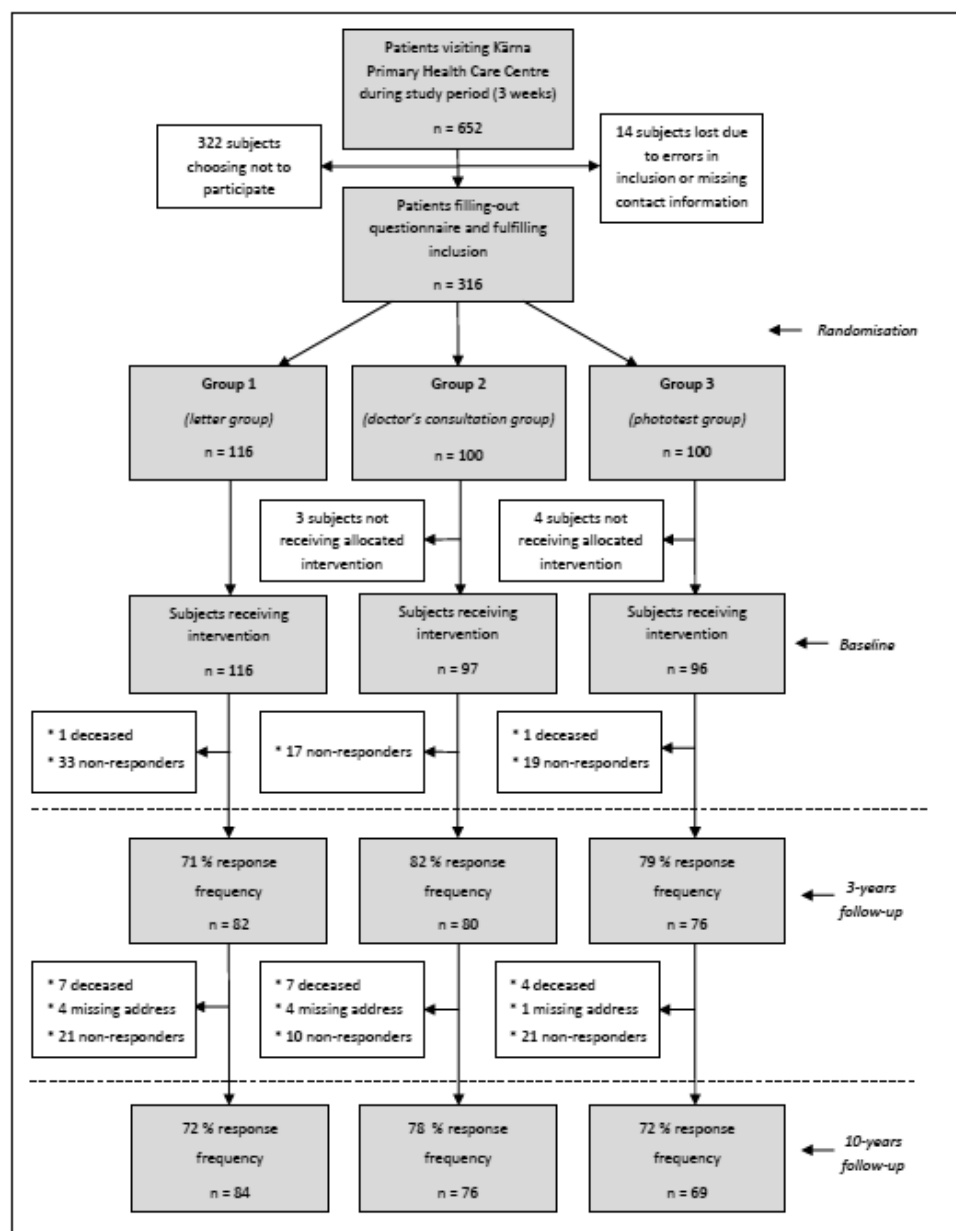 Patients visiting Kärna
Primary Health Care Centre
during study period (3 weeks)
n = 652
322 subjects
choosing not to
participate
14 subjects lost due
to errors in
inclusion or missing
contact information
Patients filling-out
questionnaire and fulfilling
inclusion
n = 316
Randomisation
Group 1
(letter group)
n = 116
Group 2
(doctor's consultation group)
n = 100
Group 3
(phototest group)
n = 100
3 subjects not
receiving allocated
intervention
4 subjects not
receiving allocated
intervention
Subjects receiving
intervention
n = 116
Subjects receiving
intervention
n = 97
Subjects receiving
intervention
n = 96
Baseline
* 1 deceased
* 33 non-responders
* 17 non-responders
* 1 deceased
* 19 non-responders
71 % response
frequency
n = 82
82 % response
frequency
n = 80
79 % response
frequency
n = 76
3-years
follow-up
* 7 deceased
* 4 missing address
* 21 non-responders
* 7 deceased
* 4 missing address
* 10 non-responders
* 4 deceased
* 1 missing address
* 21 non-responders
72 % response
frequency
n = 84
78 % response
frequency
n = 76
72 % response
frequency
n = 69
10-years
follow-up